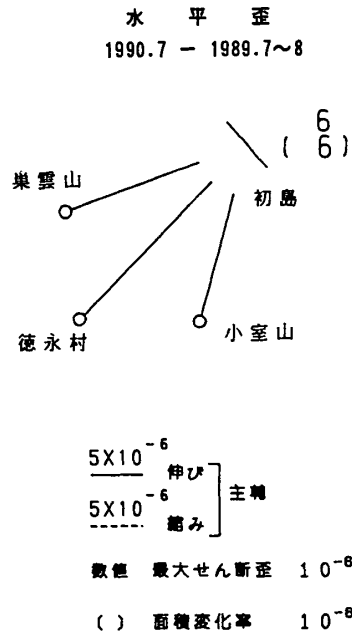 水平歪
1990.7 － 1989.7～8
6
( 6 )
巣雲山
初島
徳永村
小室山
5X10⁻⁶ 伸び
主軸
5X10⁻⁶ 縮み
数値 最大せん断歪 10⁻⁶
( ) 面積変化率 10⁻⁶